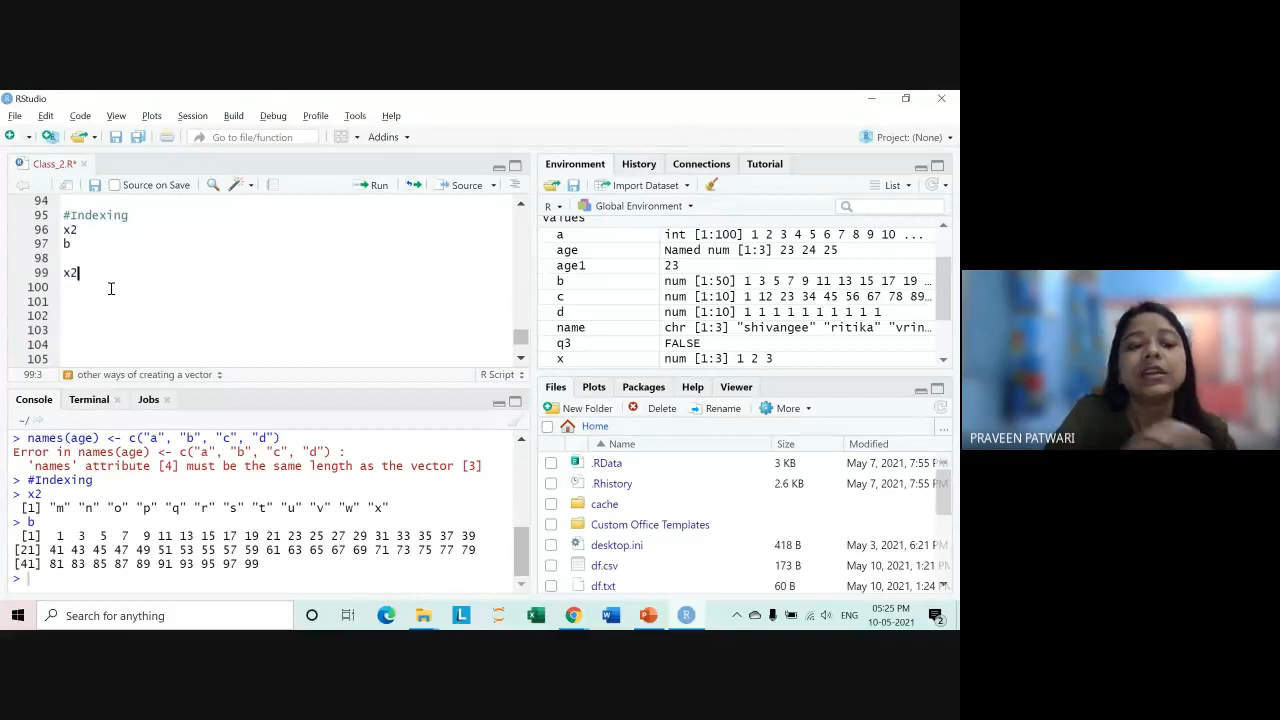 RStudio
File Edit Code View Plots Session Build Debug Profile Tools Help
Go to file/function Addins Project: (None)
Class_2.R*
Source on Save Run Source
94
95 #Indexing
96 x2
97 b
98
99 x2
100
101
102
103
104
105
99:3 other ways of creating a vector R Script
Console Terminal Jobs
~/
> names(age) <- c("a", "b", "c", "d")
Error in names(age) <- c("a", "b", "c", "d") :
'names' attribute [4] must be the same length as the vector [3]
> #Indexing
> x2
[1] "m" "n" "o" "p" "q" "r" "s" "t" "u" "v" "w" "x"
> b
[1] 1 3 5 7 9 11 13 15 17 19 21 23 25 27 29 31 33 35 37 39
[21] 41 43 45 47 49 51 53 55 57 59 61 63 65 67 69 71 73 75 77 79
[41] 81 83 85 87 89 91 93 95 97 99
>
Environment History Connections Tutorial
Import Dataset List
R Global Environment
values
a int [1:100] 1 2 3 4 5 6 7 8 9 10 ...
age Named num [1:3] 23 24 25
age1 23
b num [1:50] 1 3 5 7 9 11 13 15 17 19 …
c num [1:10] 1 12 23 34 45 56 67 78 89…
d num [1:10] 1 1 1 1 1 1 1 1 1 1
name chr [1:3] "shivangee" "ritika" "vrin…
q3 FALSE
x num [1:3] 1 2 3
Files Plots Packages Help Viewer
New Folder Delete Rename More
Home ...
Name Size Modified
.RData 3 KB May 7, 2021, 7:55 P
.Rhistory 2.6 KB May 7, 2021, 7:55 P
cache
Custom Office Templates
desktop.ini 418 B May 3, 2021, 7:29 P
df.csv 173 B May 10, 2021, 1:21
df.txt 60 B May 10, 2021, 1:24
Search for anything
ENG 05:25 PM
10-05-2021
2
PRAVEEN PATWARI